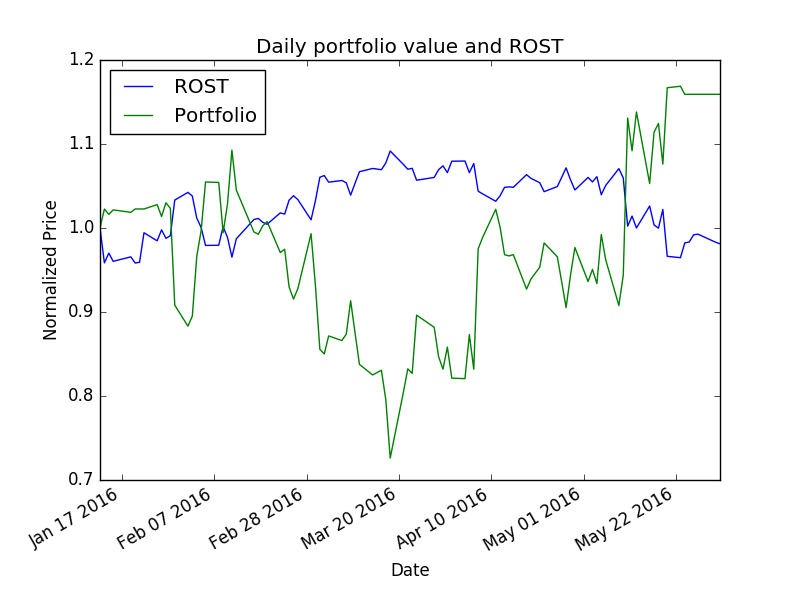 Daily portfolio value and ROST
1.2
1.1
1.0
0.9
0.8
0.7
Normalized Price
ROST
Portfolio
Jan 17 2016
Feb 07 2016
Feb 28 2016
Mar 20 2016
Apr 10 2016
May 01 2016
May 22 2016
Date